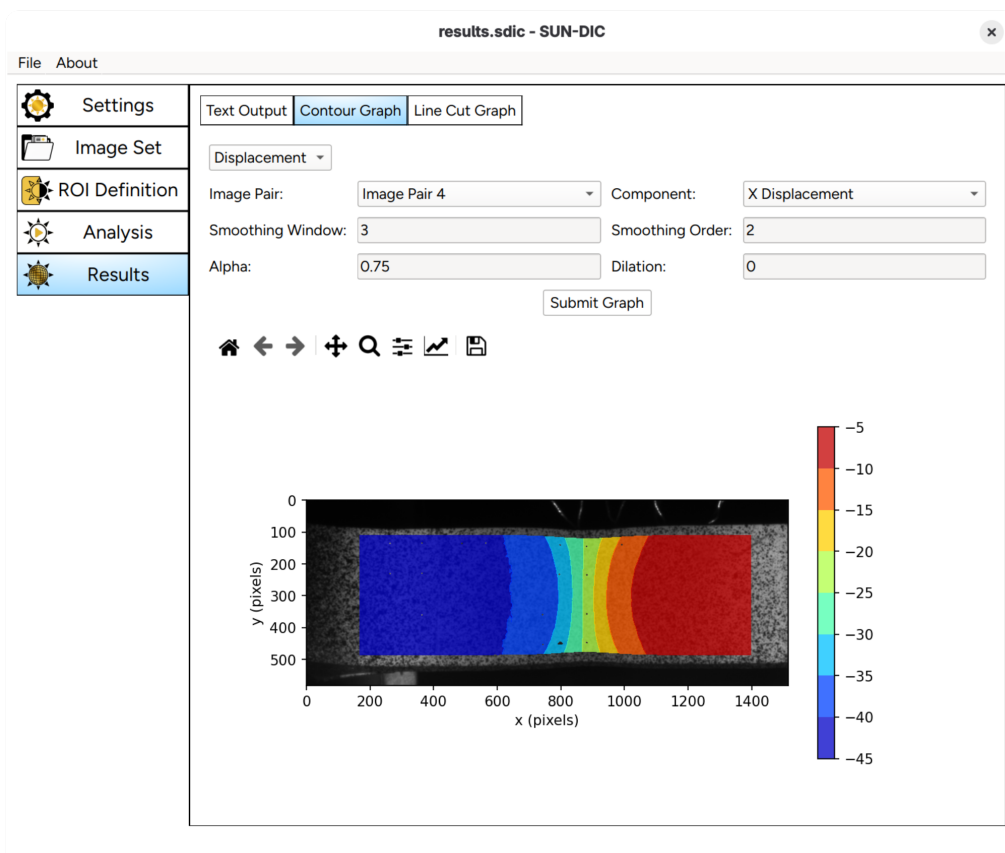 results.sdic - SUN-DIC
×
File About
Settings
Image Set
ROI Definition
Analysis
Results
Text Output Contour Graph Line Cut Graph
Displacement
Image Pair: Image Pair 4 Component: X Displacement
Smoothing Window: 3 Smoothing Order: 2
Alpha: 0.75 Dilation: 0
Submit Graph
0
100
200
300
400
500
y (pixels)
0 200 400 600 800 1000 1200 1400
x (pixels)
−5
−10
−15
−20
−25
−30
−35
−40
−45